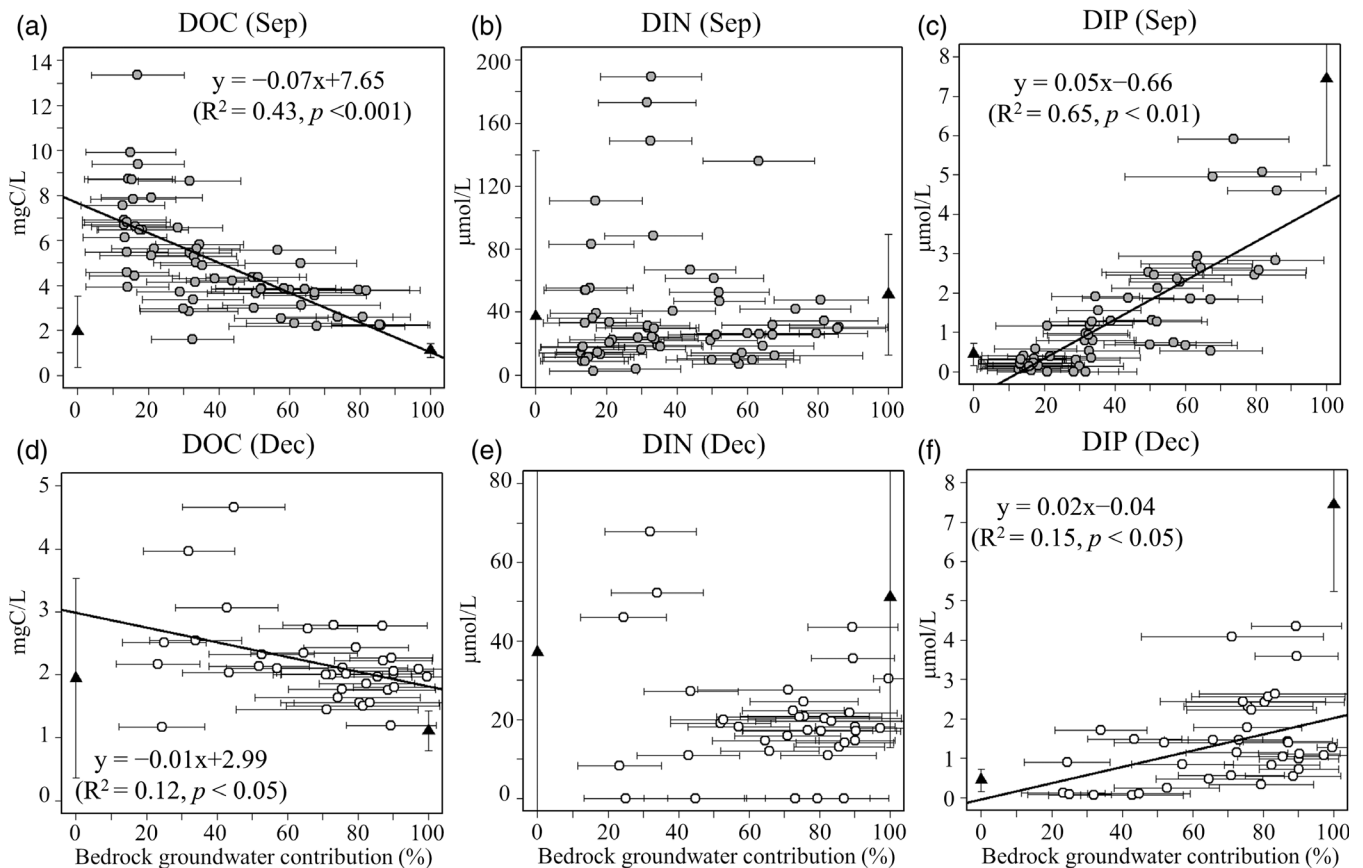 (a)
DOC (Sep)
y = −0.07x+7.65
(R² = 0.43, p <0.001)
mgC/L
14
12
10
8
6
4
2
0
0 20 40 60 80 100
(b)
DIN (Sep)
μmol/L
200
160
120
80
40
0
0 20 40 60 80 100
(c)
DIP (Sep)
y = 0.05x−0.66
(R² = 0.65, p < 0.01)
μmol/L
8
7
6
5
4
3
2
1
0
0 20 40 60 80 100
(d)
DOC (Dec)
mgC/L
5
4
3
2
1
0
y = −0.01x+2.99
(R² = 0.12, p < 0.05)
0 20 40 60 80 100
Bedrock groundwater contribution (%)
(e)
DIN (Dec)
μmol/L
80
60
40
20
0
0 20 40 60 80 100
Bedrock groundwater contribution (%)
(f)
DIP (Dec)
y = 0.02x−0.04
(R² = 0.15, p < 0.05)
μmol/L
8
7
6
5
4
3
2
1
0
0 20 40 60 80 100
Bedrock groundwater contribution (%)